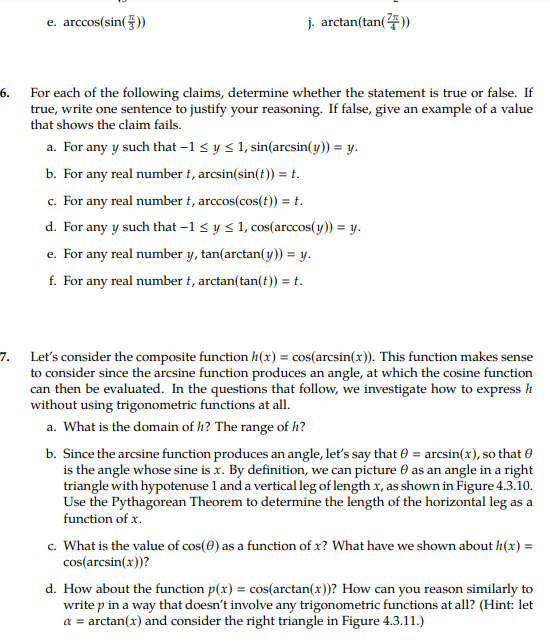 e. arccos(sin(π/3))
j. arctan(tan(7π/4))
6. For each of the following claims, determine whether the statement is true or false. If
true, write one sentence to justify your reasoning. If false, give an example of a value
that shows the claim fails.
a. For any y such that −1 ≤ y ≤ 1, sin(arcsin(y)) = y.
b. For any real number t, arcsin(sin(t)) = t.
c. For any real number t, arccos(cos(t)) = t.
d. For any y such that −1 ≤ y ≤ 1, cos(arccos(y)) = y.
e. For any real number y, tan(arctan(y)) = y.
f. For any real number t, arctan(tan(t)) = t.
7. Let's consider the composite function h(x) = cos(arcsin(x)). This function makes sense
to consider since the arcsine function produces an angle, at which the cosine function
can then be evaluated. In the questions that follow, we investigate how to express h
without using trigonometric functions at all.
a. What is the domain of h? The range of h?
b. Since the arcsine function produces an angle, let's say that θ = arcsin(x), so that θ
is the angle whose sine is x. By definition, we can picture θ as an angle in a right
triangle with hypotenuse 1 and a vertical leg of length x, as shown in Figure 4.3.10.
Use the Pythagorean Theorem to determine the length of the horizontal leg as a
function of x.
c. What is the value of cos(θ) as a function of x? What have we shown about h(x) =
cos(arcsin(x))?
d. How about the function p(x) = cos(arctan(x))? How can you reason similarly to
write p in a way that doesn't involve any trigonometric functions at all? (Hint: let
α = arctan(x) and consider the right triangle in Figure 4.3.11.)